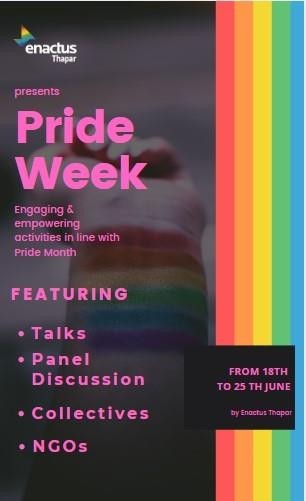 enactus
Thapar
presents
Pride
Week
Engaging &
empowering
activities in line with
Pride Month
FEATURING
• Talks
• Panel
Discussion
• Collectives
• NGOs
FROM 18TH
TO 25 TH JUNE
by Enactus Thapar